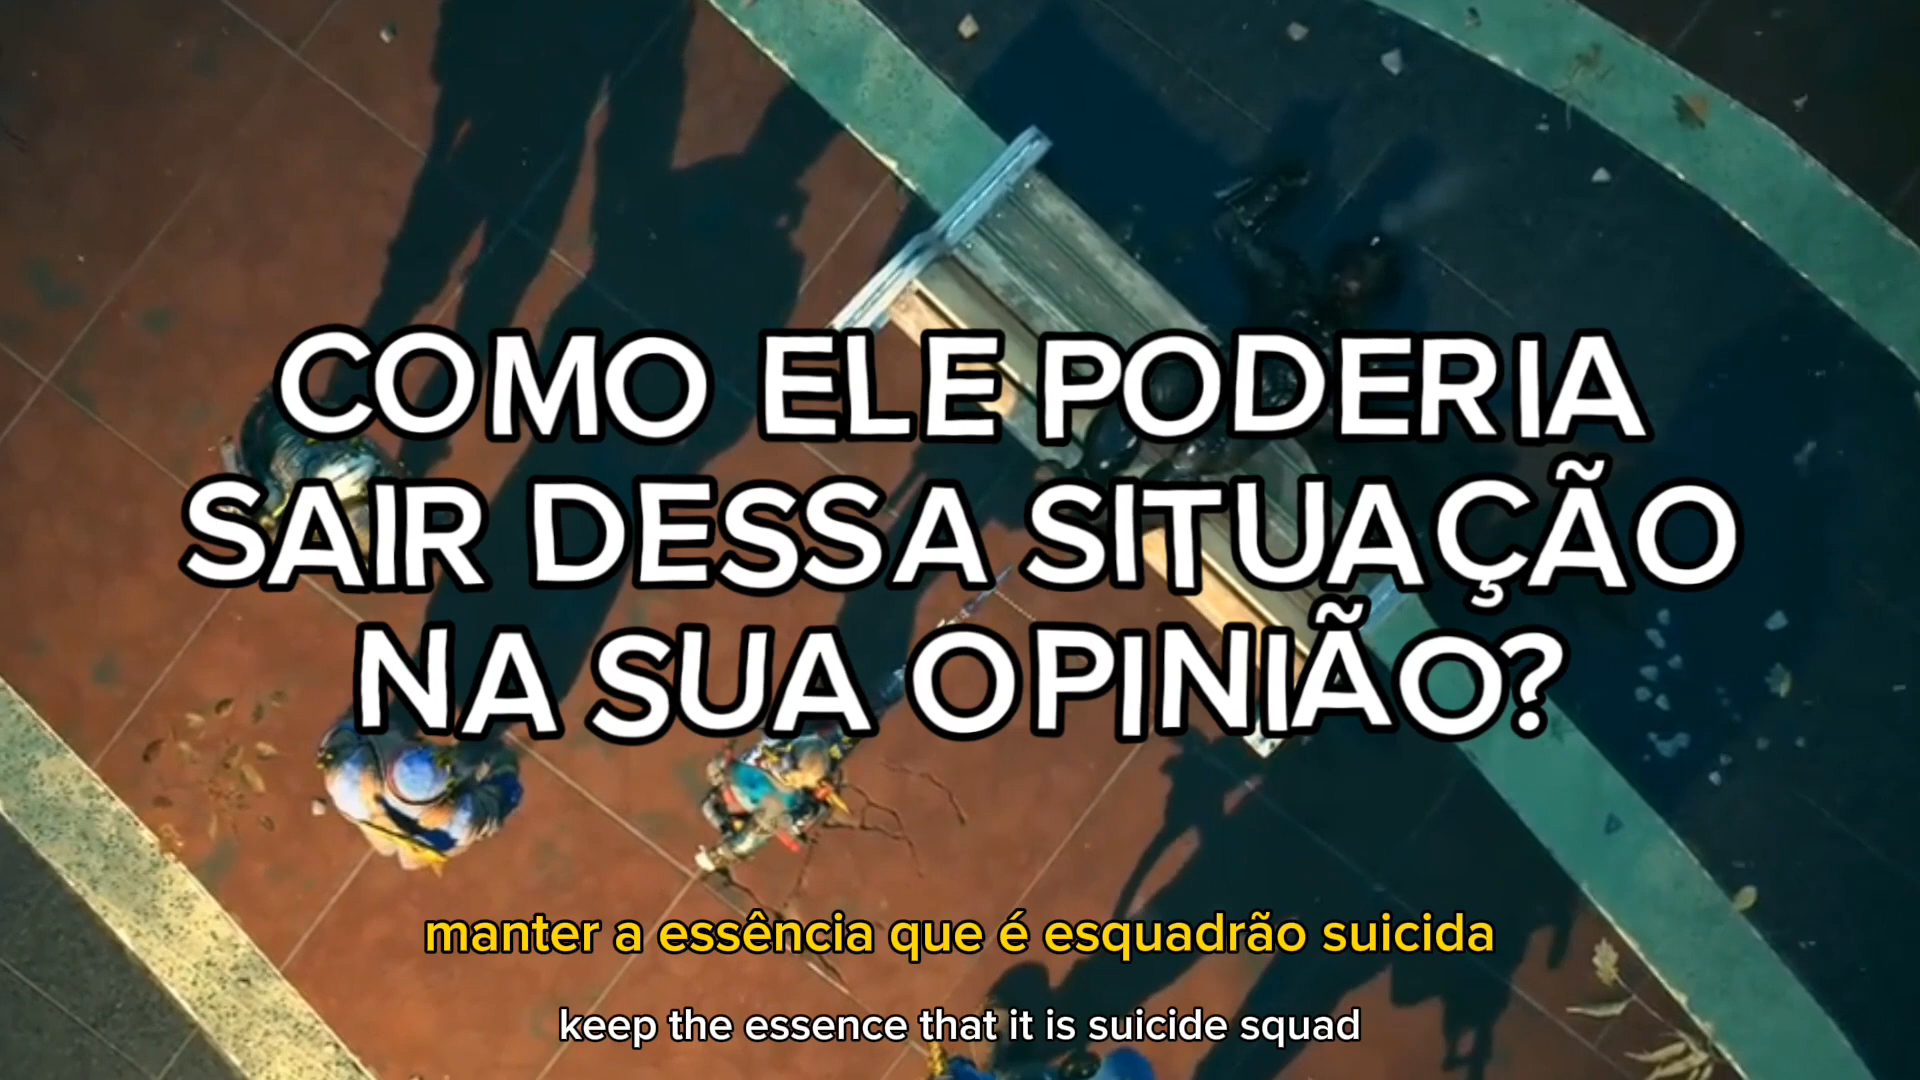 COMO ELE PODERIA
SAIR DESSA SITUAÇÃO
NA SUA OPINIÃO?
manter a essência que é esquadrão suicida
keep the essence that it is suicide squad